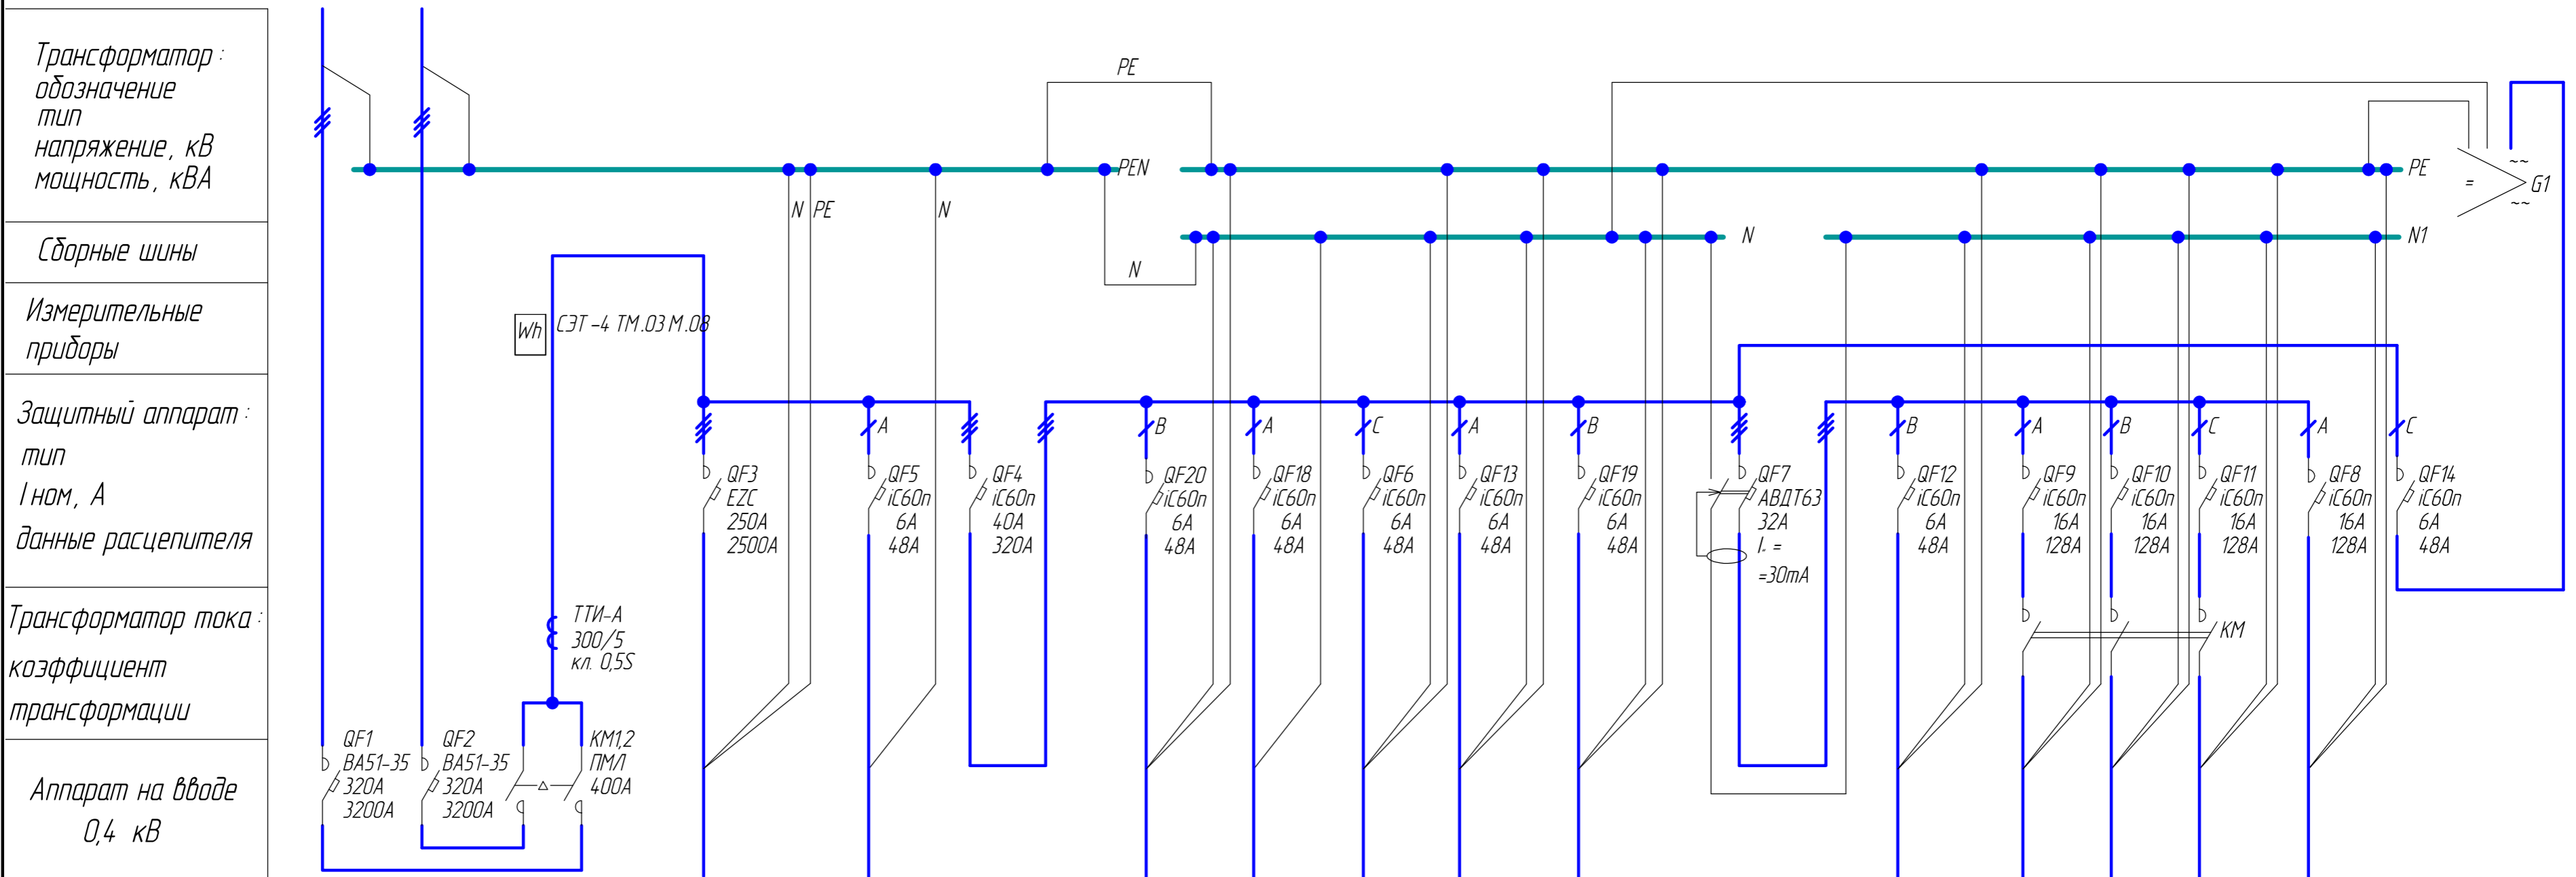 Трансформатор :
обозначение
тип
напряжение, кВ
мощность, кВА
Сборные шины
Измерительные
приборы
Защитный аппарат :
тип
I ном, А
данные расцепителя
Трансформатор тока :
коэффициент
трансформации
Аппарат на вводе
0,4 кВ
PE
PEN
N
N PE
N
PE
N
N1
=
~~
~~
G1
Wh
СЭТ-4 ТМ.03 М.08
ТТИ-А
300/5
кл. 0,5S
QF1
ВА51-35
320А
3200А
QF2
ВА51-35
320А
3200А
КМ1,2
ПМЛ
400А
QF3
EZC
250А
2500А
A
QF5
iC60n
6А
48А
QF4
iC60n
40А
320А
B
QF20
iC60n
6А
48А
A
QF18
iC60n
6А
48А
C
QF6
iC60n
6А
48А
A
QF13
iC60n
6А
48А
B
QF19
iC60n
6А
48А
QF7
АВДТ63
32А
I. =
=30mA
B
QF12
iC60n
6А
48А
A
QF9
iC60n
16А
128А
B
QF10
iC60n
16А
128А
C
QF11
iC60n
16А
128А
КМ
A
QF8
iC60n
16А
128А
C
QF14
iC60n
6А
48А